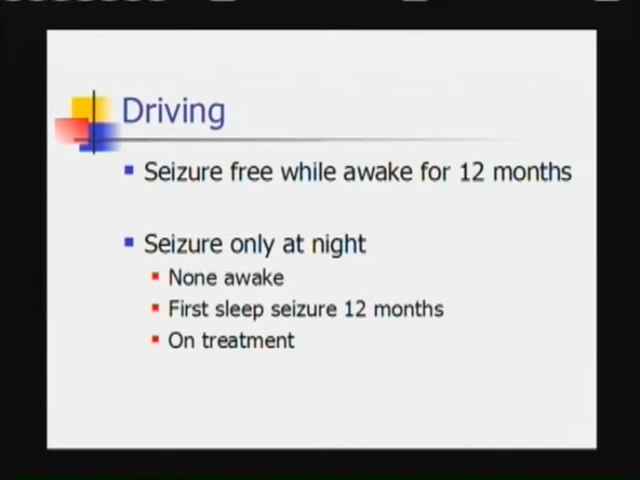 Driving
Seizure free while awake for 12 months
Seizure only at night
None awake
First sleep seizure 12 months
On treatment